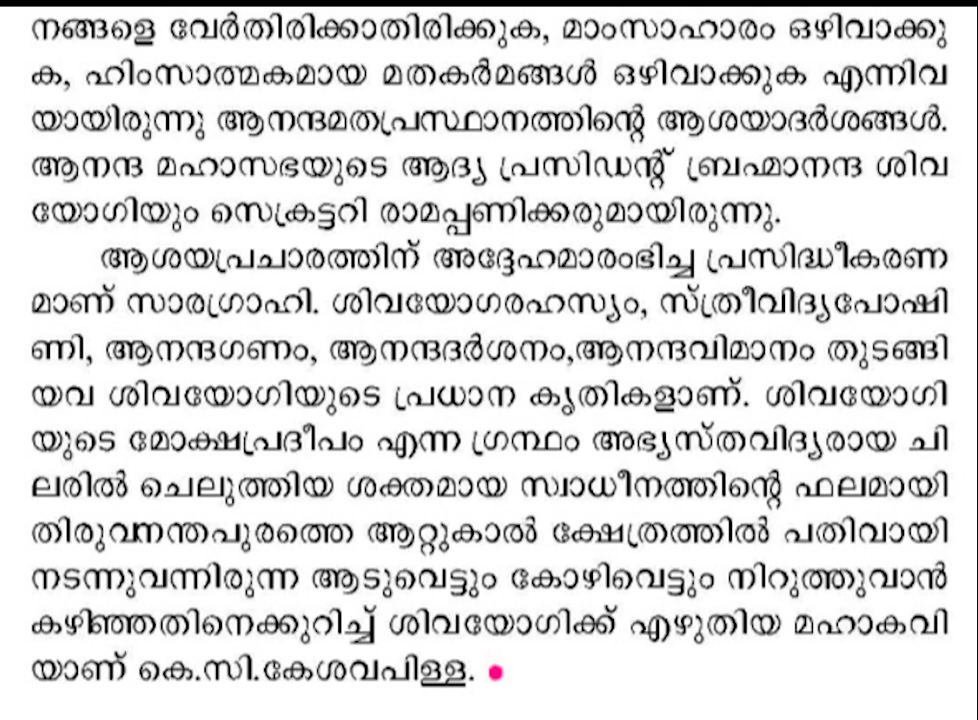 നങ്ങളെ വേർതിരിക്കാതിരിക്കുക, മാംസാഹാരം ഒഴിവാക്കു
ക, ഹിംസാത്മകമായ മതകർമങ്ങൾ ഒഴിവാക്കുക എന്നിവ
യായിരുന്നു ആനന്ദമതപ്രസ്ഥാനത്തിന്റെ ആശയാദർശങ്ങൾ.
ആനന്ദ മഹാസഭയുടെ ആദ്യ പ്രസിഡന്റ് ബ്രഹ്മാനന്ദ ശിവ
യോഗിയും സെക്രട്ടറി രാമപ്പണിക്കരുമായിരുന്നു.
ആശയപ്രചാരത്തിന് അദ്ദേഹമാരംഭിച്ച പ്രസിദ്ധീകരണ
മാണ് സാരഗ്രാഹി. ശിവയോഗരഹസ്യം, സ്ത്രീവിദ്യപോഷി
ണി, ആനന്ദഗണം, ആനന്ദദർശനം,ആനന്ദവിമാനം തുടങ്ങി
യവ ശിവയോഗിയുടെ പ്രധാന കൃതികളാണ്. ശിവയോഗി
യുടെ മോക്ഷപ്രദീപം എന്ന ഗ്രന്ഥം അഭ്യസ്തവിദ്യരായ ചി
ലരിൽ ചെലുത്തിയ ശക്തമായ സ്വാധീനത്തിന്റെ ഫലമായി
തിരുവനന്തപുരത്തെ ആറ്റുകാൽ ക്ഷേത്രത്തിൽ പതിവായി
നടന്നുവന്നിരുന്ന ആടുവെട്ടും കോഴിവെട്ടും നിറുത്തുവാൻ
കഴിഞ്ഞതിനെക്കുറിച്ച് ശിവയോഗിക്ക് എഴുതിയ മഹാകവി
യാണ് കെ.സി.കേശവപിള്ള.